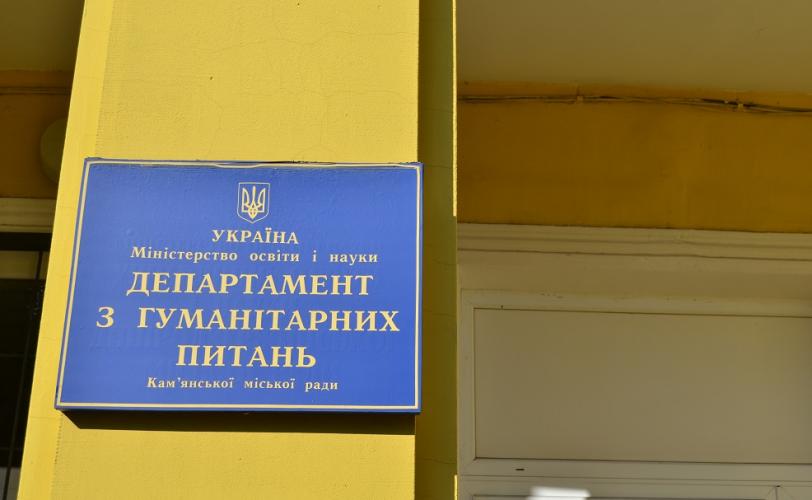 УКРАЇНА
Міністерство освіти і науки
ДЕПАРТАМЕНТ
З ГУМАНІТАРНИХ
ПИТАНЬ
Кам'янської міської ради